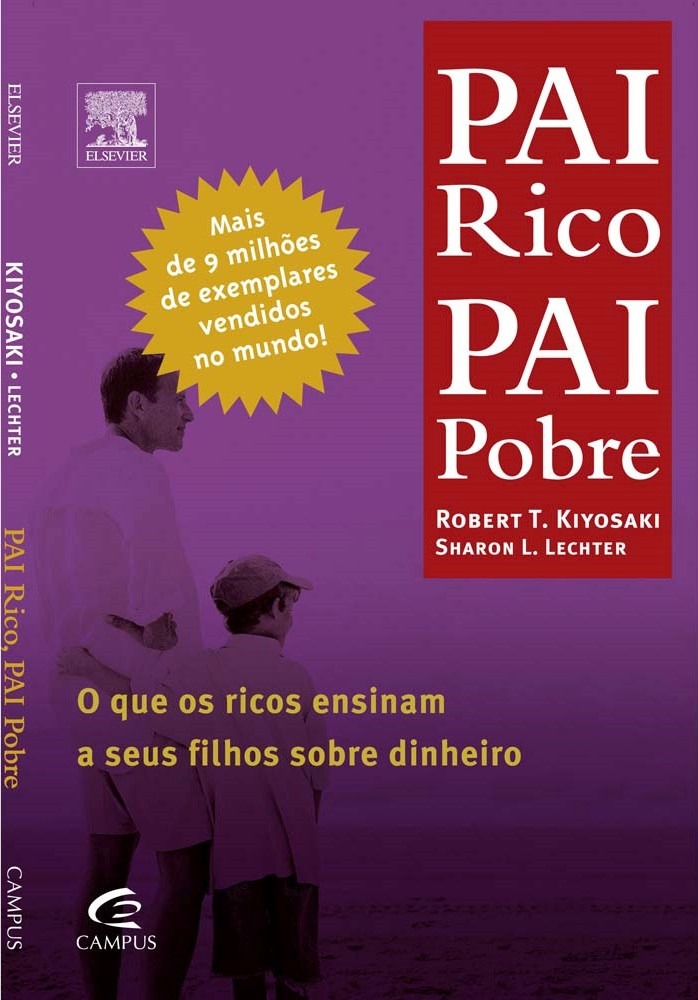 ELSEVIER
KIYOSAKI • LECHTER
PAI Rico, PAI Pobre
CAMPUS
ELSEVIER
Mais
de 9 milhões
de exemplares
vendidos
no mundo!
PAI
Rico
PAI
Pobre
ROBERT T. KIYOSAKI
SHARON L. LECHTER
O que os ricos ensinam
a seus filhos sobre dinheiro
CAMPUS